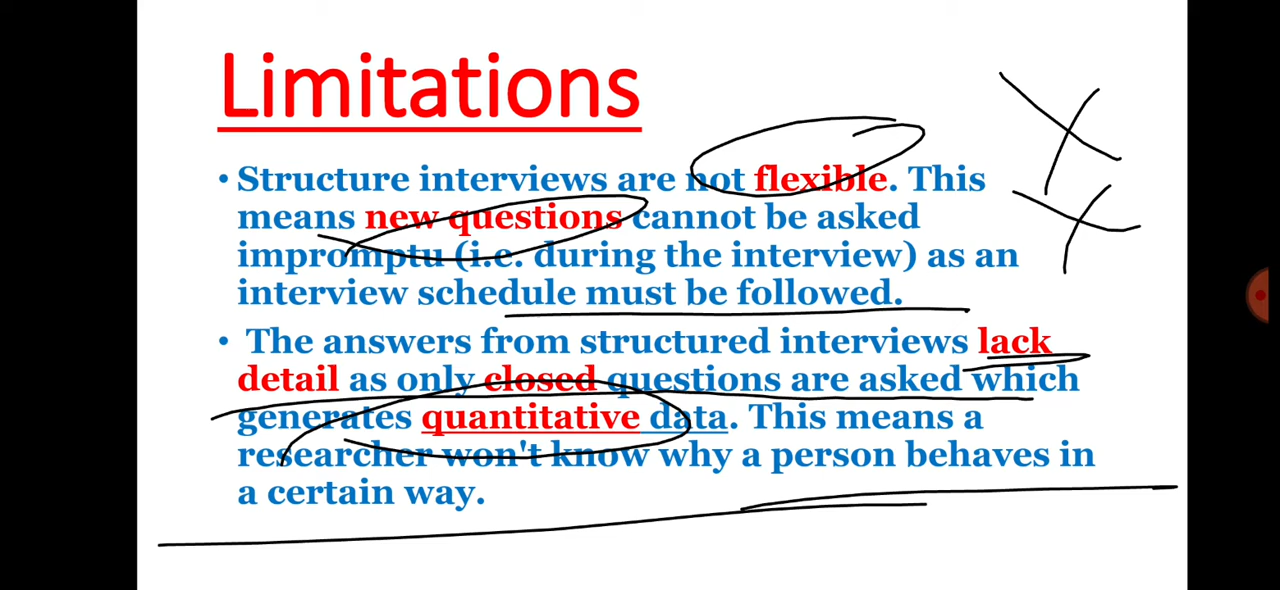 Limitations
• Structure interviews are not flexible. This
means new questions cannot be asked
impromptu (i.e. during the interview) as an
interview schedule must be followed.
• The answers from structured interviews lack
detail as only closed questions are asked which
generates quantitative data. This means a
researcher won't know why a person behaves in
a certain way.